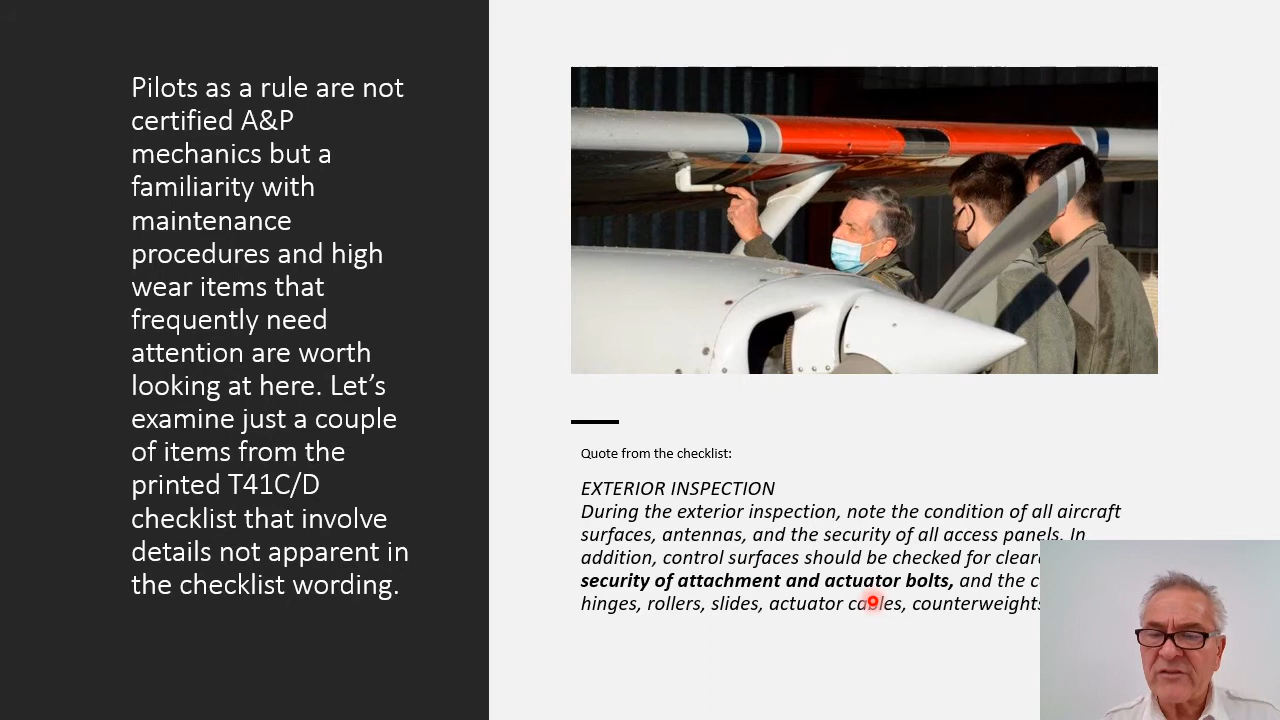 Pilots as a rule are not
certified A&P
mechanics but a
familiarity with
maintenance
procedures and high
wear items that
frequently need
attention are worth
looking at here. Let’s
examine just a couple
of items from the
printed T41C/D
checklist that involve
details not apparent in
the checklist wording.
Quote from the checklist:
EXTERIOR INSPECTION
During the exterior inspection, note the condition of all aircraft
surfaces, antennas, and the security of all access panels. In
addition, control surfaces should be checked for
security of attachment and actuator bolts, and the
hinges, rollers, slides, actuator cables, counterweights